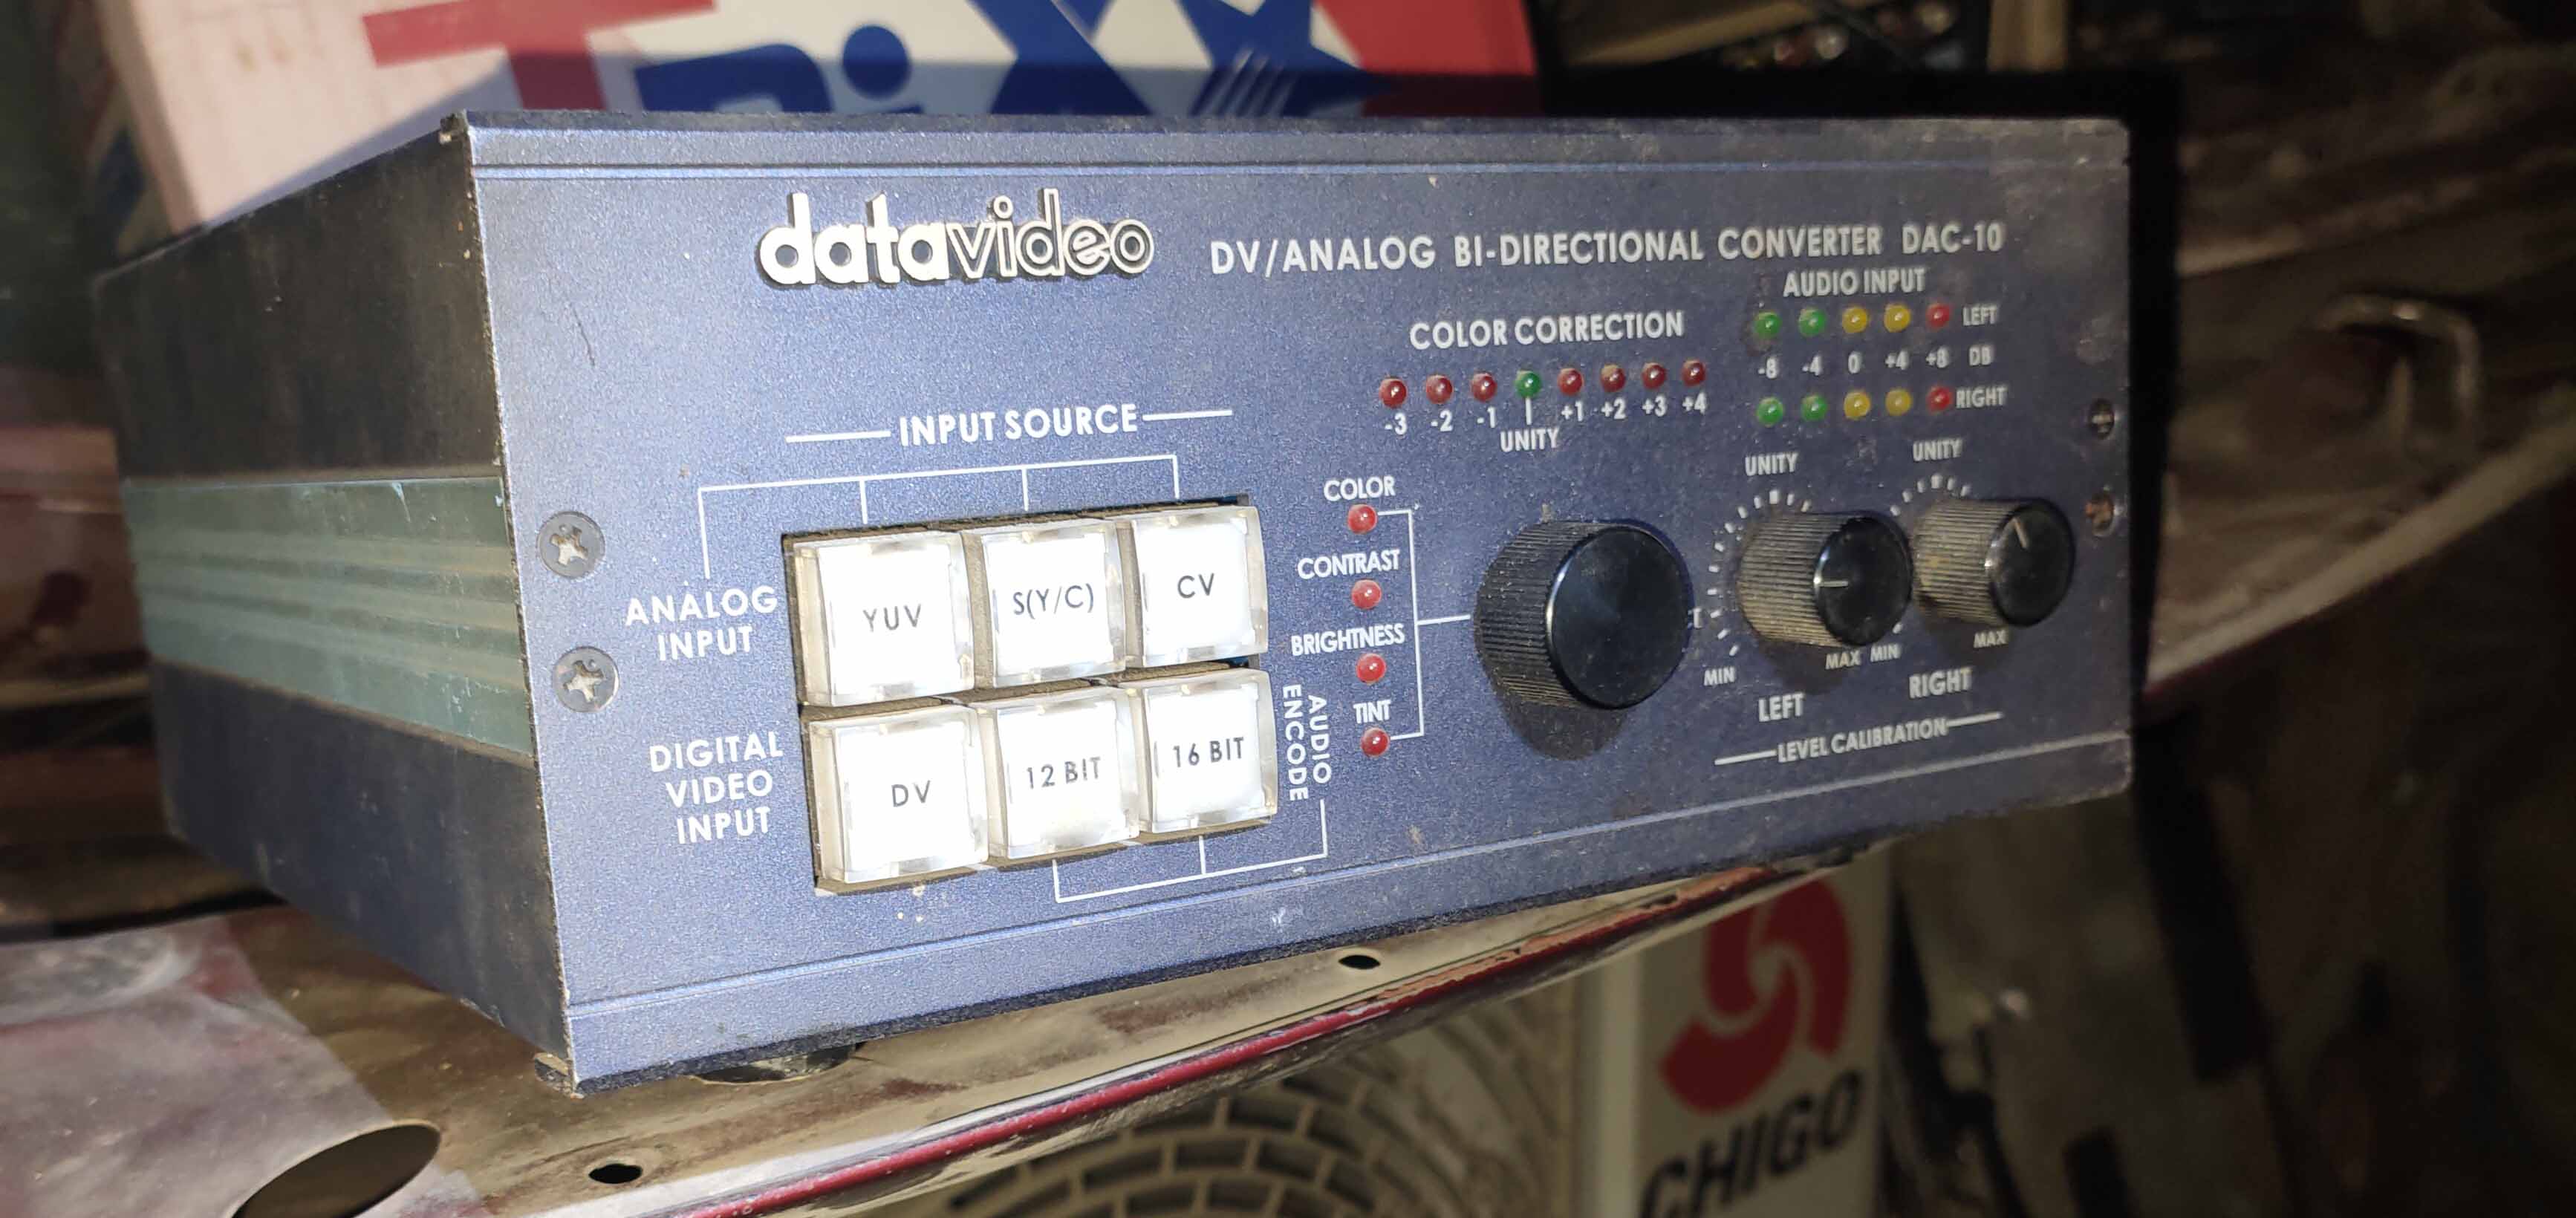 datavideo
DV/ANALOG BI-DIRECTIONAL CONVERTER DAC-10
AUDIO INPUT
LEFT
-8 -4 0 +4 +8 DB
RIGHT
COLOR CORRECTION
-3 -2 -1 +1 +2 +3 +4
UNITY
INPUT SOURCE
ANALOG
INPUT
YUV
S(Y/C)
CV
DIGITAL
VIDEO
INPUT
DV
12 BIT
16 BIT
AUDIO
ENCODE
COLOR
CONTRAST
BRIGHTNESS
TINT
UNITY
MIN
MAX
LEFT
UNITY
MIN
MAX
RIGHT
LEVEL CALIBRATION
CHIGO